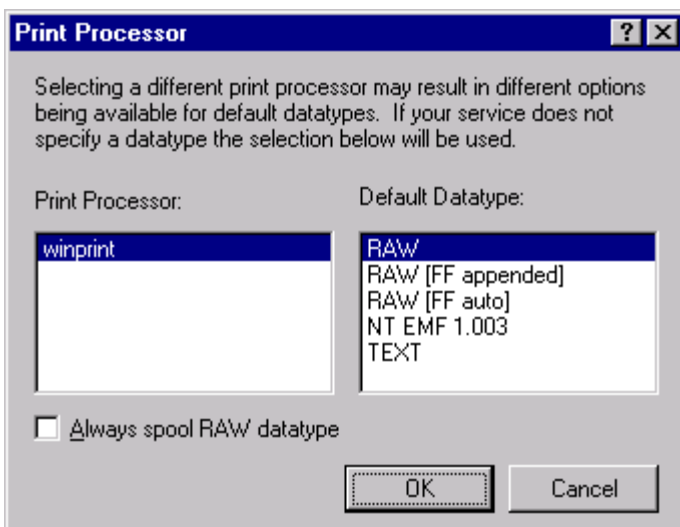 Print Processor
Selecting a different print processor may result in different options
being available for default datatypes. If your service does not
specify a datatype the selection below will be used.
Print Processor:
Default Datatype:
winprint
RAW
RAW [FF appended]
RAW [FF auto]
NT EMF 1.003
TEXT
Always spool RAW datatype
OK
Cancel